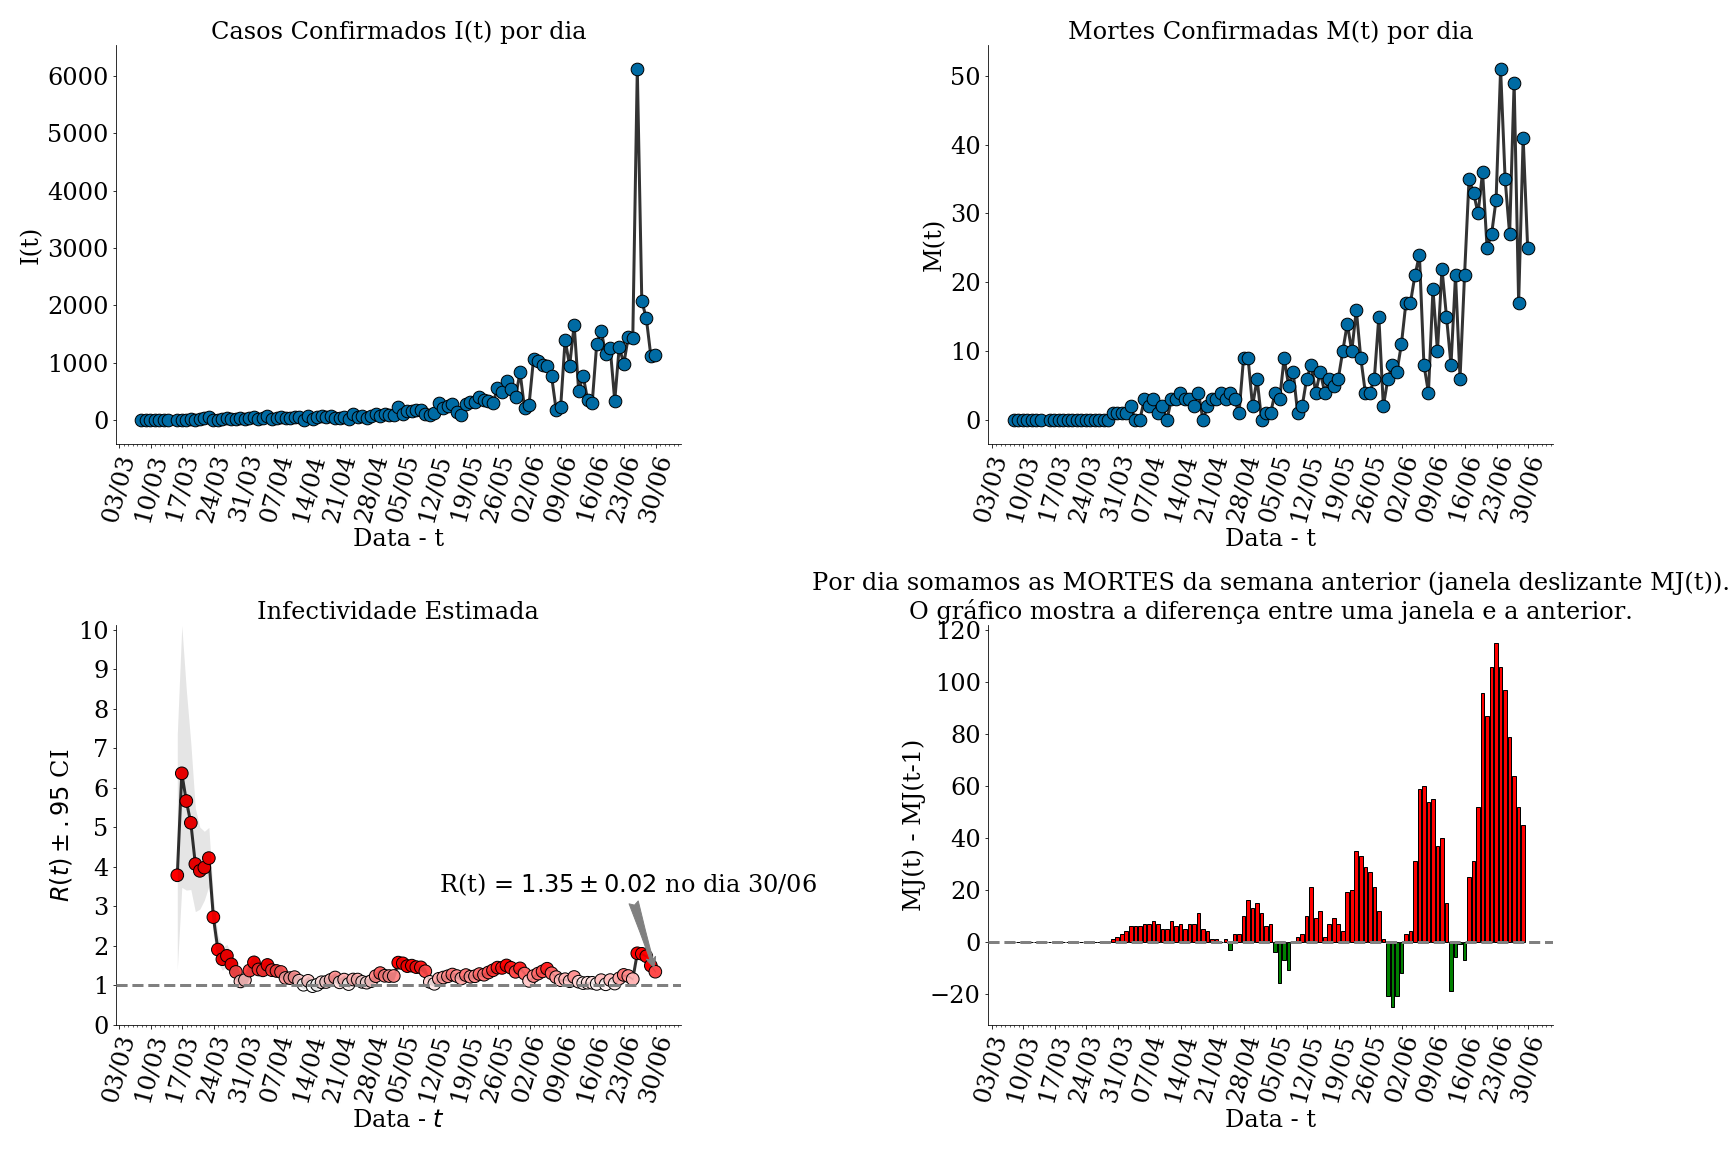 Casos Confirmados I(t) por dia
6000
5000
4000
3000
2000
1000
0
I(t)
03/03 10/03 17/03 24/03 31/03 07/04 14/04 21/04 28/04 05/05 12/05 19/05 26/05 02/06 09/06 16/06 23/06 30/06
Data - t
Mortes Confirmadas M(t) por dia
50
40
30
20
10
0
M(t)
03/03 10/03 17/03 24/03 31/03 07/04 14/04 21/04 28/04 05/05 12/05 19/05 26/05 02/06 09/06 16/06 23/06 30/06
Data - t
Infectividade Estimada
10
9
8
7
6
5
4
3
2
1
0
R(t) ± .95 CI
R(t) = 1.35 ± 0.02 no dia 30/06
03/03 10/03 17/03 24/03 31/03 07/04 14/04 21/04 28/04 05/05 12/05 19/05 26/05 02/06 09/06 16/06 23/06 30/06
Data - t
Por dia somamos as MORTES da semana anterior (janela deslizante MJ(t)).
O gráfico mostra a diferença entre uma janela e a anterior.
120
100
80
60
40
20
0
−20
MJ(t) - MJ(t-1)
03/03 10/03 17/03 24/03 31/03 07/04 14/04 21/04 28/04 05/05 12/05 19/05 26/05 02/06 09/06 16/06 23/06 30/06
Data - t